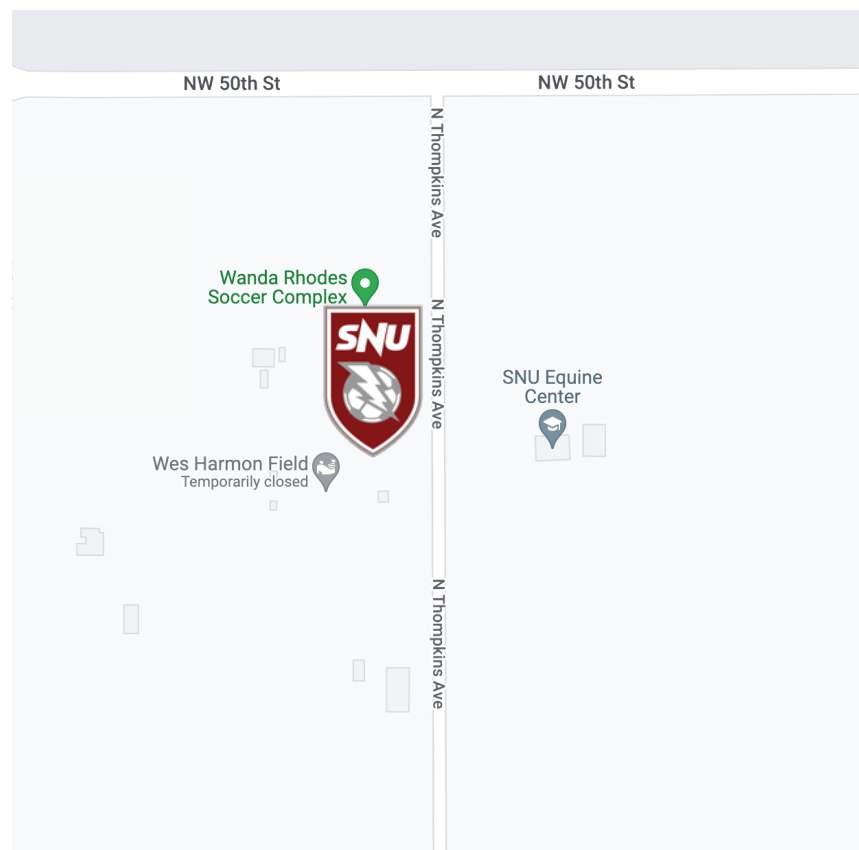 NW 50th St
NW 50th St
N Thompkins Ave
Wanda Rhodes
Soccer Complex
SNU
N Thompkins Ave
SNU Equine
Center
Wes Harmon Field
Temporarily closed
N Thompkins Ave